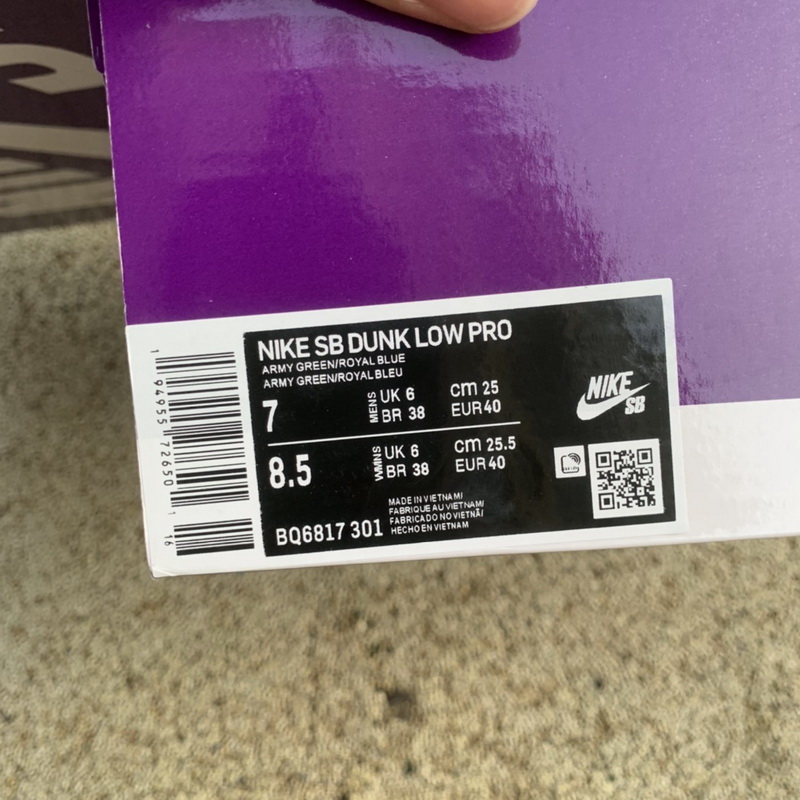 NIKE SB DUNK LOW PRO
ARMY GREEN/ROYAL BLUE
ARMY GREEN/ROYAL BLEU
7 MENS UK 6 cm 25
BR 38 EUR 40
8.5 WMNS UK 6 cm 25.5
BR 38 EUR 40
MADE IN VIETNAM/
FABRIQUE AU VIETNAM/
FABRICADO NO VIETNÃ/
HECHO EN VIETNAM
BQ6817 301
NIKE
SB
1 94955 72650 1
16